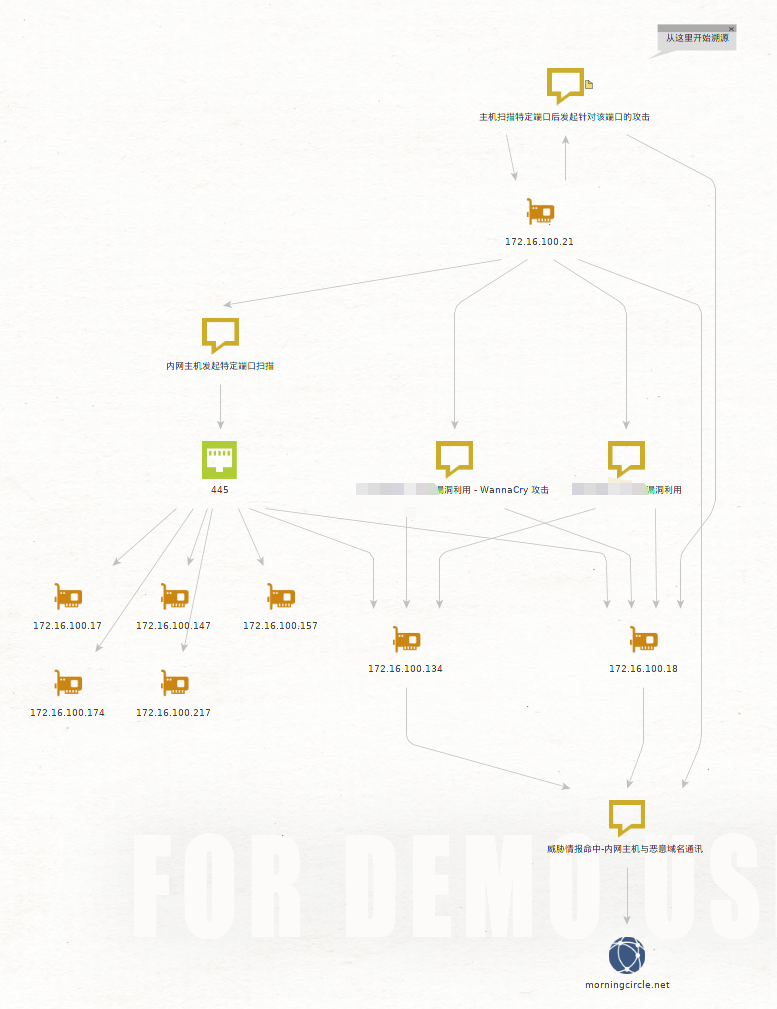 从这里开始溯源
主机扫描特定端口后发起针对该端口的攻击
172.16.100.21
内网主机发起特定端口扫描
445
漏洞利用 - WannaCry 攻击
漏洞利用
172.16.100.17
172.16.100.147
172.16.100.157
172.16.100.134
172.16.100.18
172.16.100.174
172.16.100.217
威胁情报命中-内网主机与恶意域名通讯
FOR DEMO US
morningcircle.net